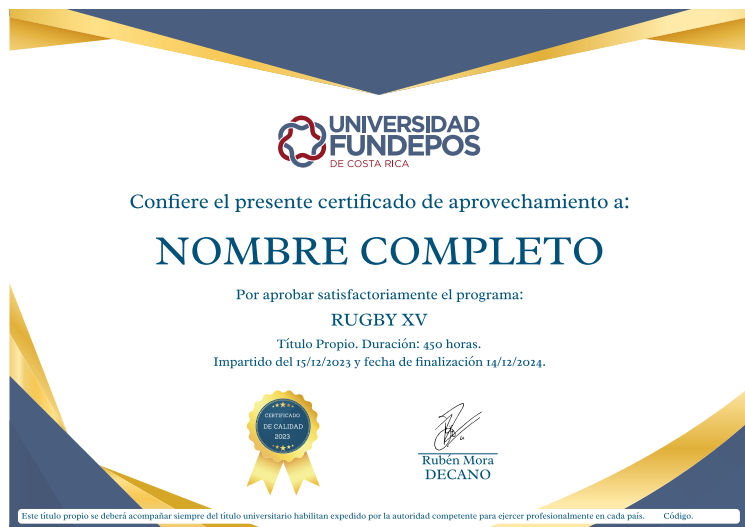 UNIVERSIDAD
FUNDEPOS
DE COSTA RICA
Confiere el presente certificado de aprovechamiento a:
NOMBRE COMPLETO
Por aprobar satisfactoriamente el programa:
RUGBY XV
Título Propio. Duración: 450 horas.
Impartido del 15/12/2023 y fecha de finalización 14/12/2024.
CERTIFICADO
DE CALIDAD
2023
Rubén Mora
DECANO
Este título propio se deberá acompañar siempre del título universitario habilitan expedido por la autoridad competente para ejercer profesionalmente en cada país. Código.